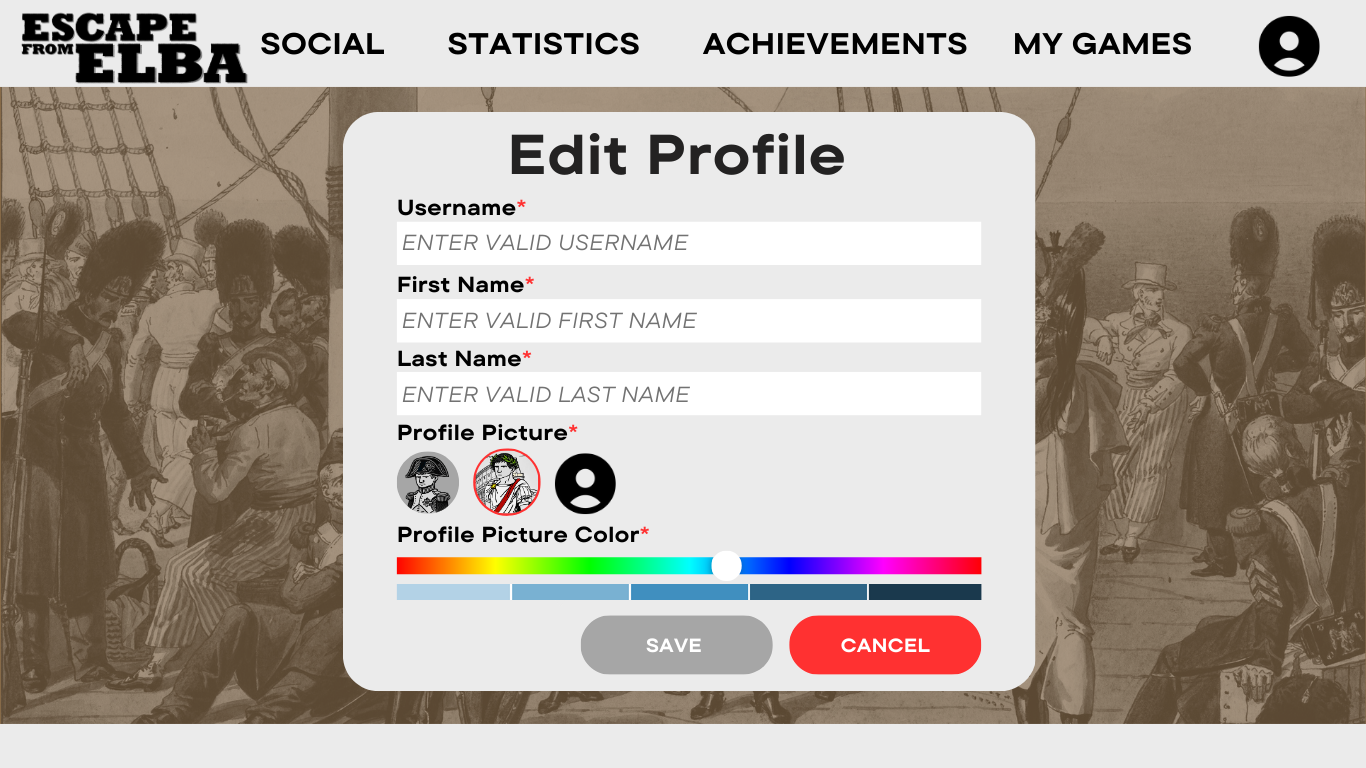 ESCAPE
FROM ELBA
SOCIAL STATISTICS ACHIEVEMENTS MY GAMES
Edit Profile
Username*
ENTER VALID USERNAME
First Name*
ENTER VALID FIRST NAME
Last Name*
ENTER VALID LAST NAME
Profile Picture*
Profile Picture Color*
SAVE CANCEL